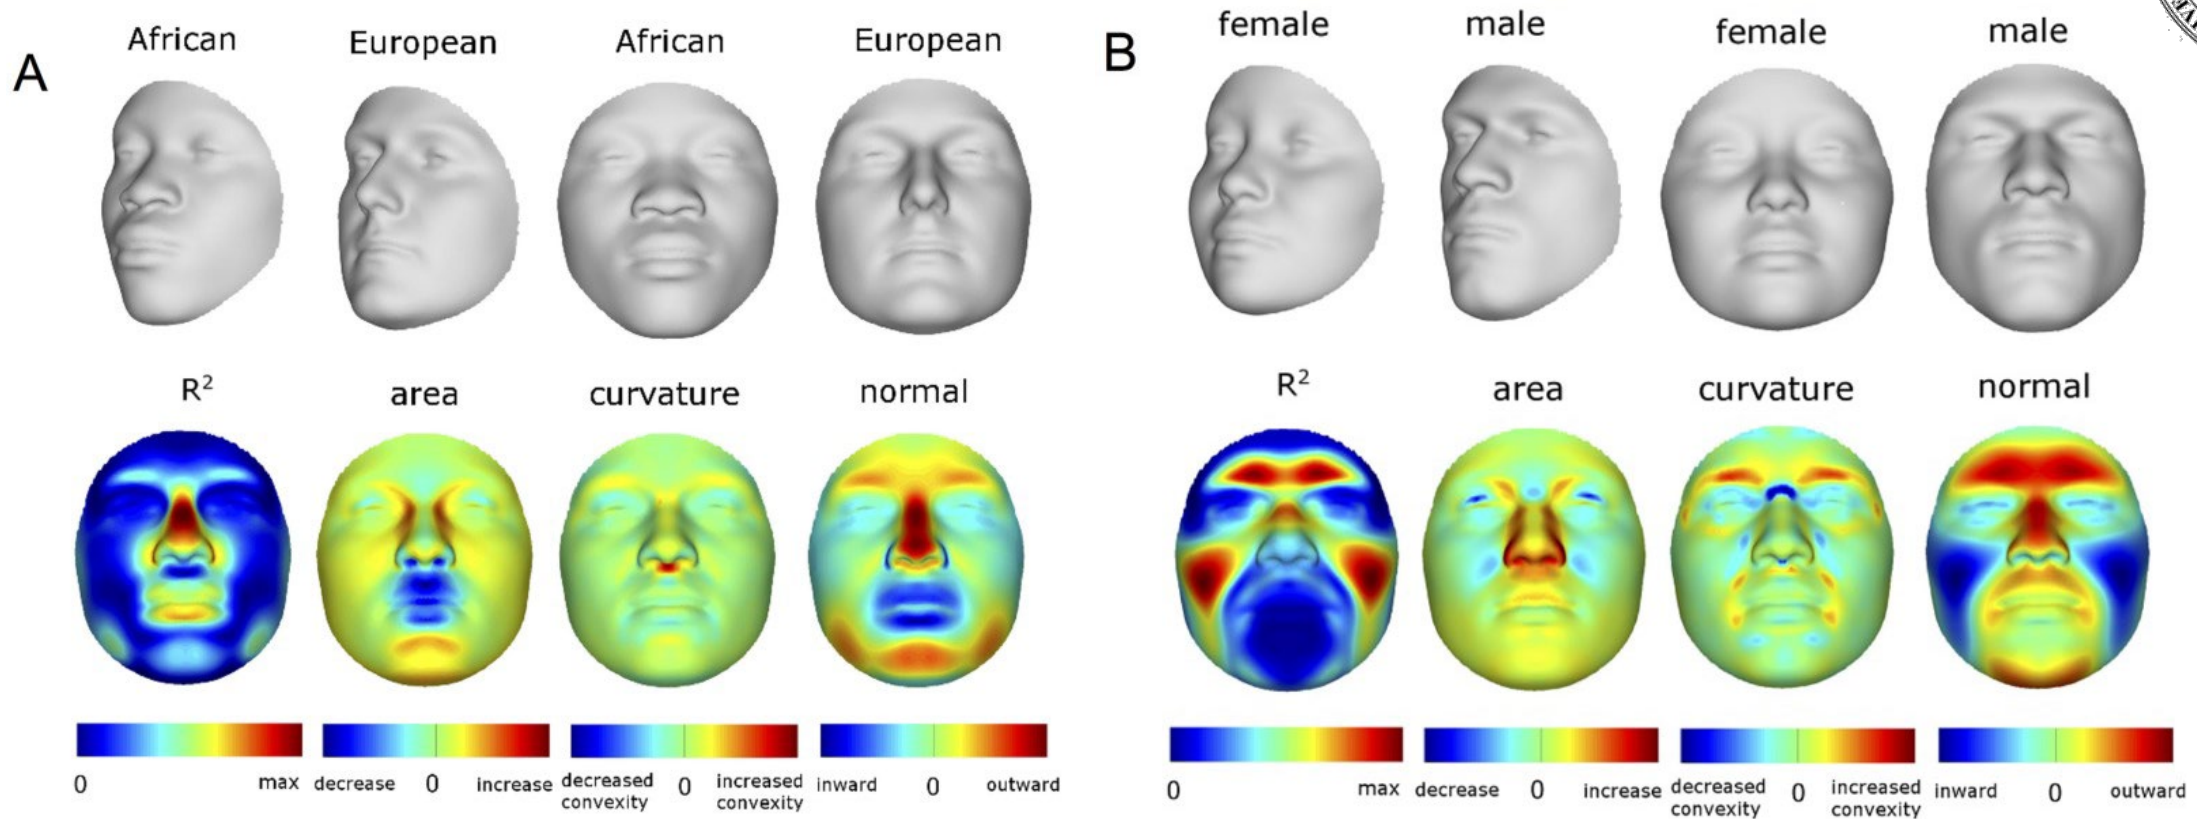 A
African European African European
R²
area
curvature
normal
0 max
decrease 0 increase
decreased convexity 0 increased convexity
inward 0 outward
B
female male female male
R²
area
curvature
normal
0 max
decrease 0 increase
decreased convexity 0 increased convexity
inward 0 outward